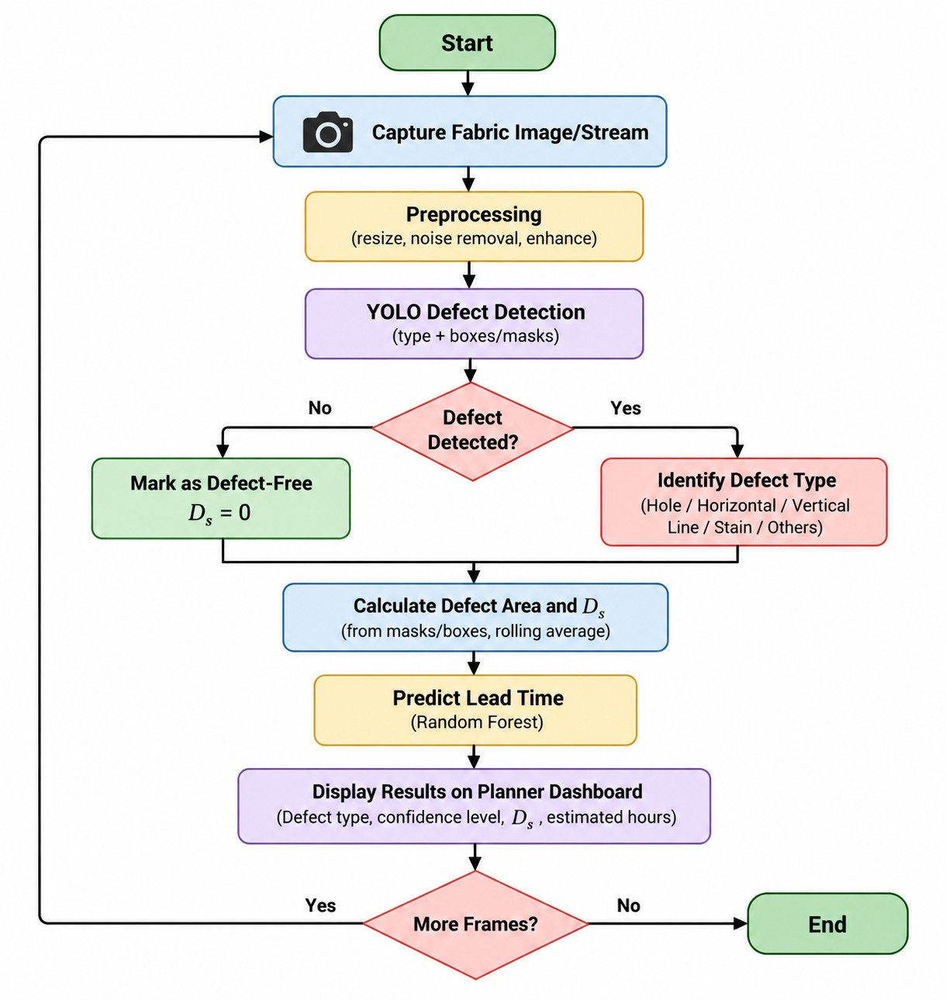 Start
Capture Fabric Image/Stream
Preprocessing
(resize, noise removal, enhance)
YOLO Defect Detection
(type + boxes/masks)
No
Yes
Defect
Detected?
Mark as Defect-Free
Dₛ = 0
Identify Defect Type
(Hole / Horizontal / Vertical
Line / Stain / Others)
Calculate Defect Area and Dₛ
(from masks/boxes, rolling average)
Predict Lead Time
(Random Forest)
Display Results on Planner Dashboard
(Defect type, confidence level, Dₛ , estimated hours)
Yes
More Frames?
No
End